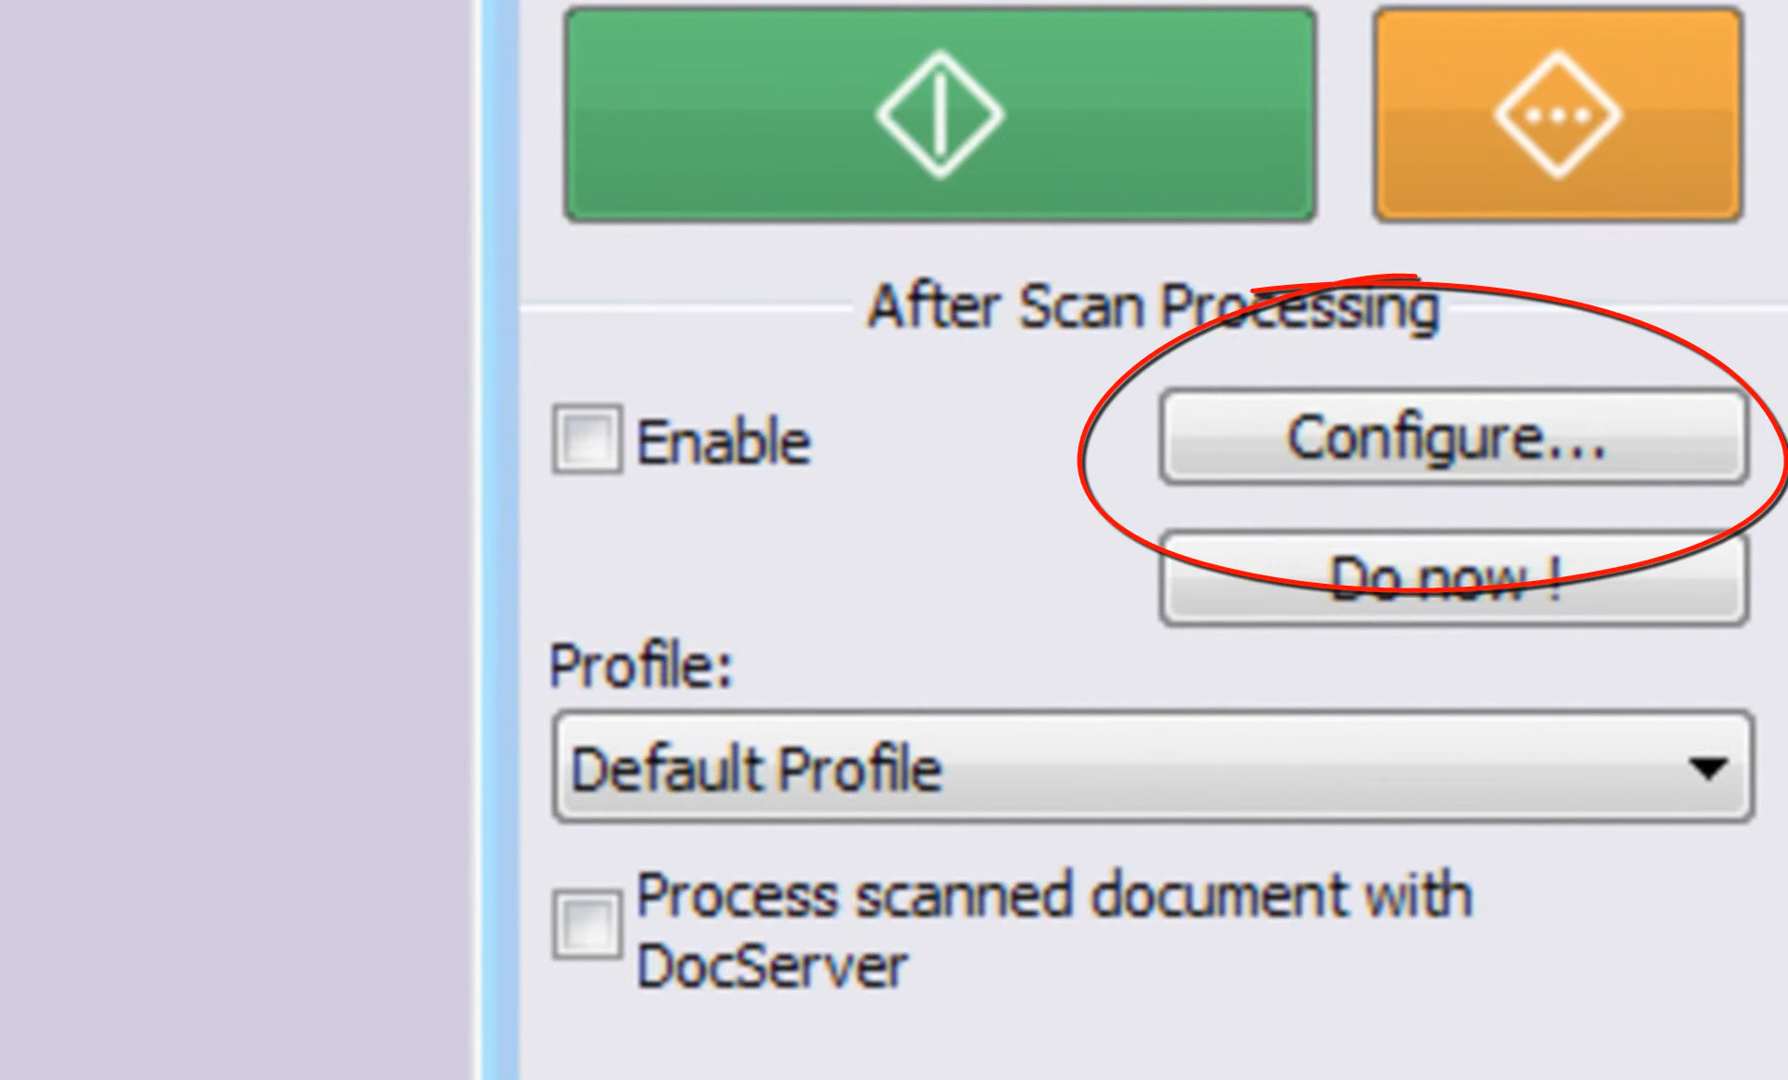 After Scan Processing
Enable
Configure...
Do now !
Profile:
Default Profile
Process scanned document with
DocServer